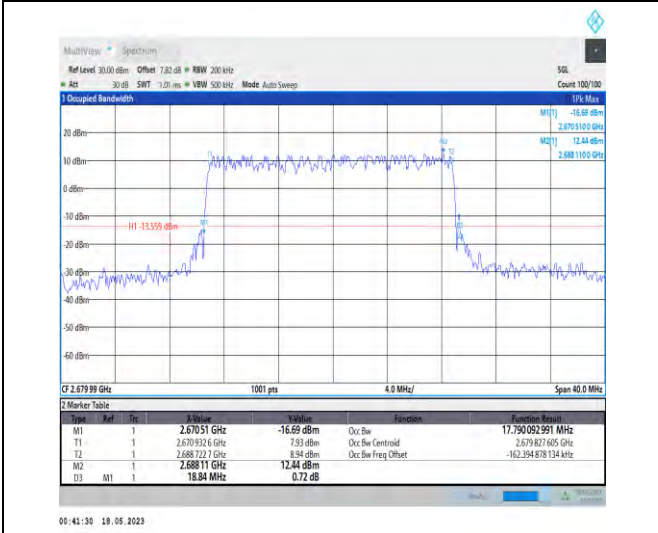 MultiView Spectrum
Ref Level 30.00 dBm Offset 7.82 dB RBW 200 kHz SGL
Att 30 dB SWT 1.01 ms VBW 500 kHz Mode Auto Sweep Count 100/100
1 Occupied Bandwidth 1Pk Max
M1[1] -16.69 dBm
2.670 510 0 GHz
M2[1] 12.44 dBm
2.688 110 0 GHz
20 dBm
M2
T1 T2
10 dBm
0 dBm
-10 dBm
M1
H1 -13.559 dBm
-20 dBm
-30 dBm
-40 dBm
-50 dBm
-60 dBm
CF 2.679 99 GHz 1001 pts 4.0 MHz/ Span 40.0 MHz
2 Marker Table
Type Ref Trc X-Value Y-Value Function Function Result
M1 1 2.670 51 GHz -16.69 dBm Occ Bw 17.790 092 991 MHz
T1 1 2.670 932 6 GHz 7.93 dBm Occ Bw Centroid 2.679 827 605 GHz
T2 1 2.688 722 7 GHz 8.94 dBm Occ Bw Freq Offset -162.394 878 134 kHz
M2 1 2.688 11 GHz 12.44 dBm
D3 M1 1 18.84 MHz 0.72 dB
00:41:30 18.05.2023